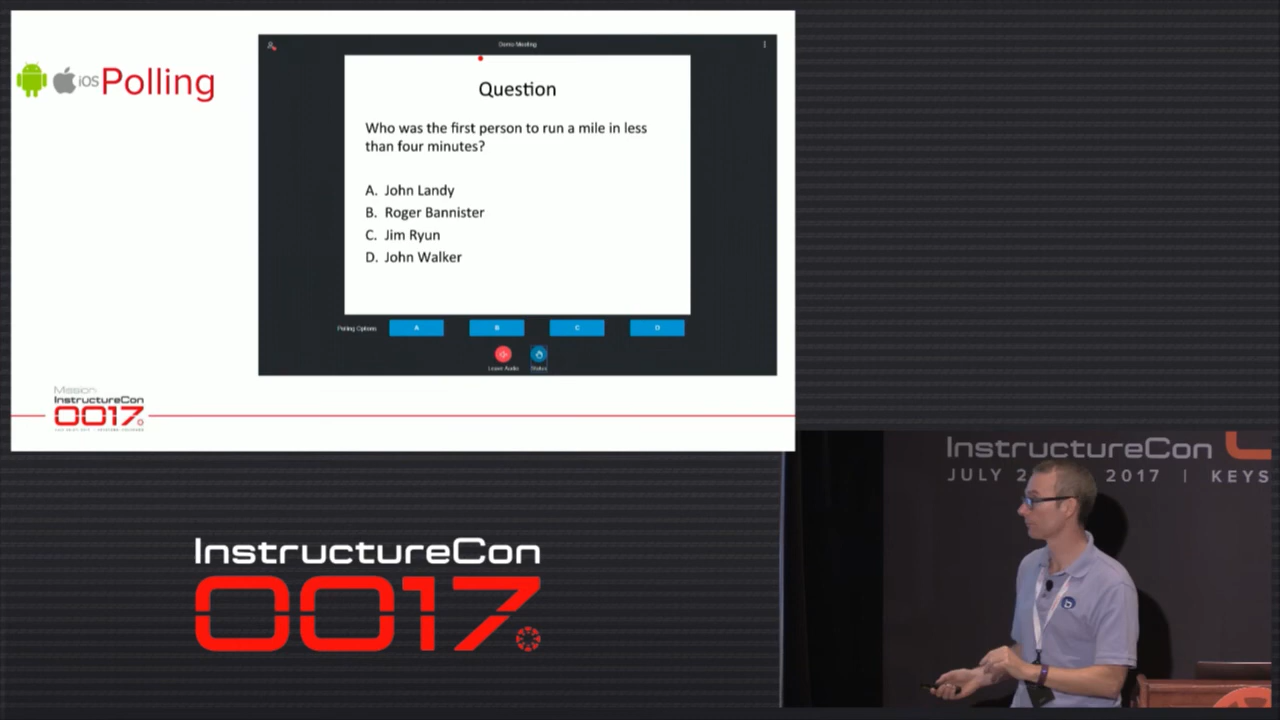 iOS Polling
Demo Meeting
Question
Who was the first person to run a mile in less
than four minutes?
A. John Landy
B. Roger Bannister
C. Jim Ryun
D. John Walker
Polling Options
A
B
C
D
Leave Audio
Status
Mission:
InstructureCon
0017
InstructureCon
JULY 2 2017 | KEYS
InstructureCon
0017
b